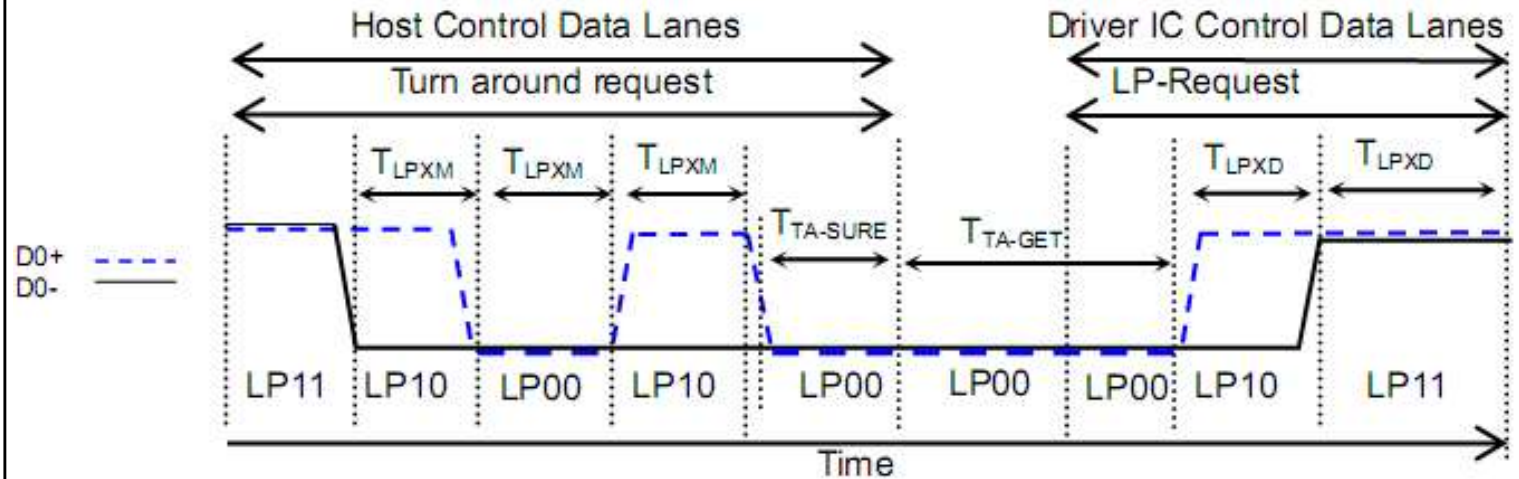 Host Control Data Lanes Driver IC Control Data Lanes
Turn around request LP-Request
TLPXM TLPXM TLPXM TLPXD TLPXD
TTA-SURE TTA-GET
D0+
D0-
LP11 LP10 LP00 LP10 LP00 LP00 LP00 LP10 LP11
Time